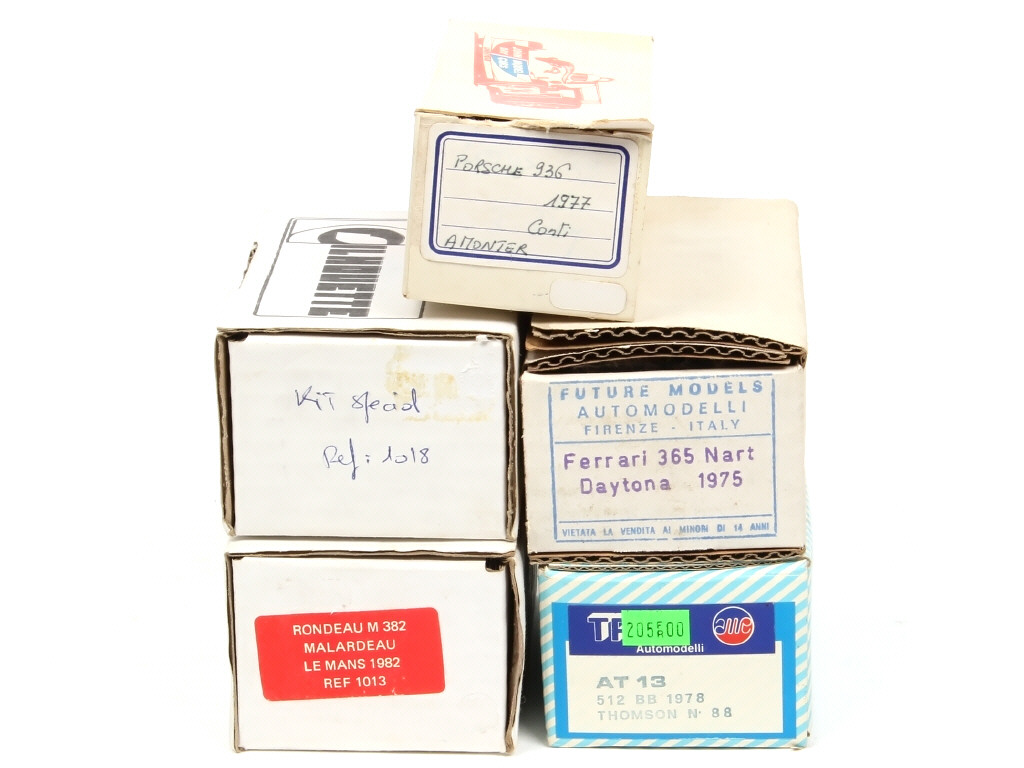 PORSCHE 936
1977
Conti
A MONTER
SILHOUETTE
Kit special
Ref: 1018
FUTURE MODELS
AUTOMODELLI
FIRENZE - ITALY
Ferrari 365 Nart
Daytona 1975
VIETATA LA VENDITA AI MINORI DI 14 ANNI
RONDEAU M 382
MALARDEAU
LE MANS 1982
REF 1013
205F00
Automodelli
AT 13
512 BB 1978
THOMSON N· 88